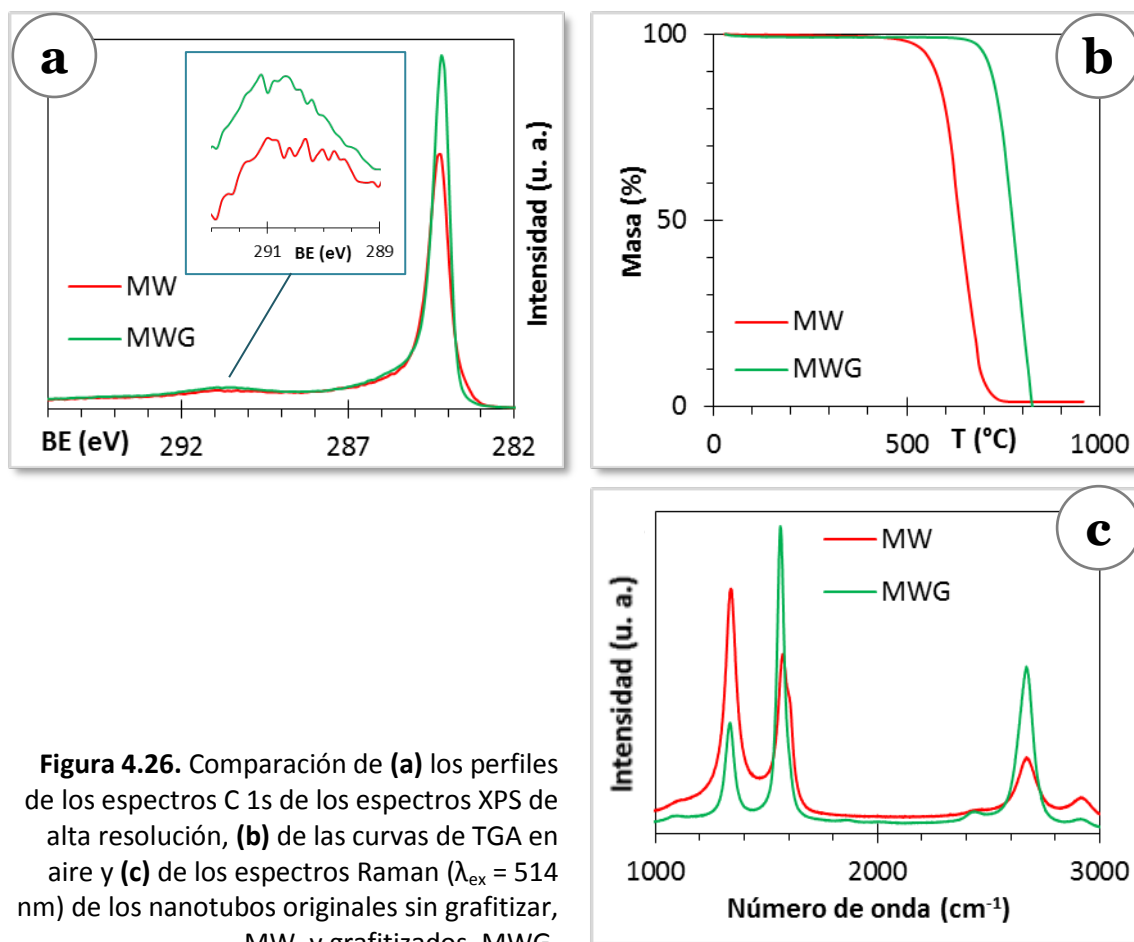 a
Intensidad (u. a.)
291 BE (eV) 289
MW
MWG
BE (eV) 292 287 282
b
100
Masa (%)
50
MW
MWG
0
0 500 T (°C) 1000
c
Intensidad (u. a.)
MW
MWG
1000 2000 3000
Número de onda (cm⁻¹)
Figura 4.26. Comparación de (a) los perfiles
de los espectros C 1s de los espectros XPS de
alta resolución, (b) de las curvas de TGA en
aire y (c) de los espectros Raman (λex = 514
nm) de los nanotubos originales sin grafitizar,
MW, y grafitizados, MWG.